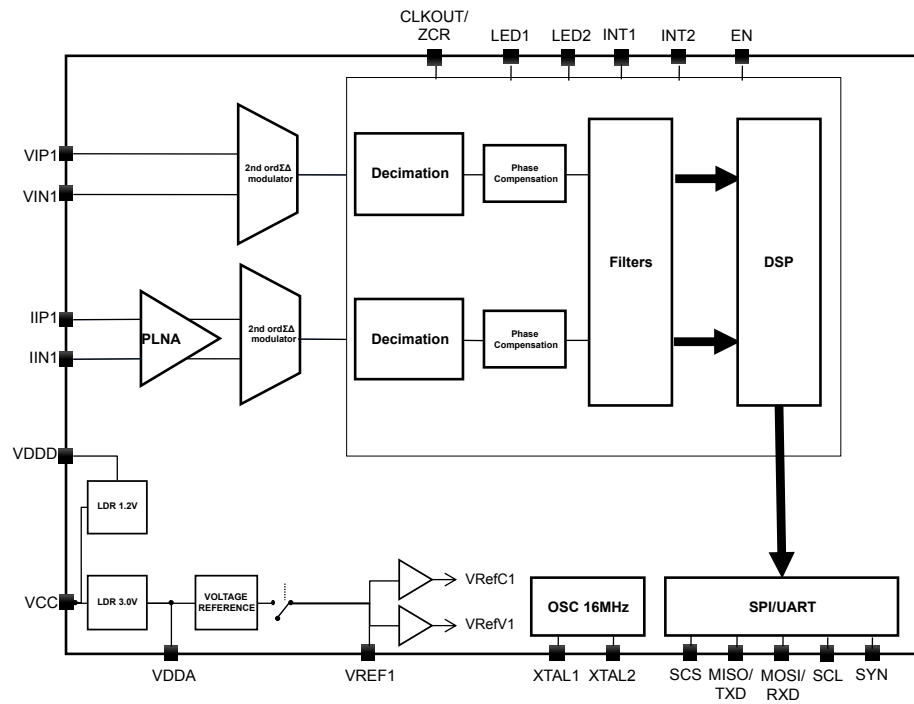 CLKOUT/
ZCR
LED1
LED2
INT1
INT2
EN
VIP1
VIN1
2nd ordΣΔ
modulator
Decimation
Phase
Compensation
Filters
DSP
IIP1
IIN1
PLNA
2nd ordΣΔ
modulator
Decimation
Phase
Compensation
VDDD
LDR 1.2V
VCC
LDR 3.0V
VOLTAGE
REFERENCE
VRefC1
VRefV1
OSC 16MHz
SPI/UART
VDDA
VREF1
XTAL1
XTAL2
SCS
MISO/
TXD
MOSI/
RXD
SCL
SYN